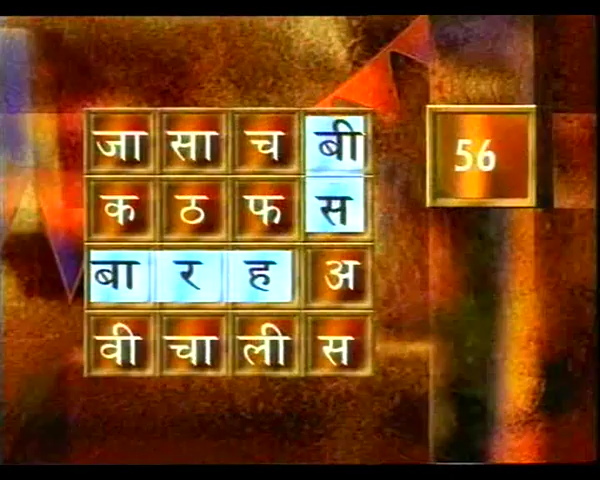 जा सा च बी
56
क ठ फ स
बा र ह अ
वी चा ली स